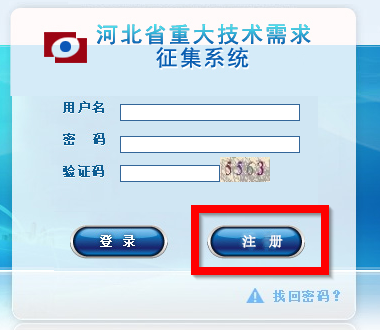 河北省重大技术需求
征集系统
用户名
密 码
验证码 5563
登 录 注 册
找回密码？